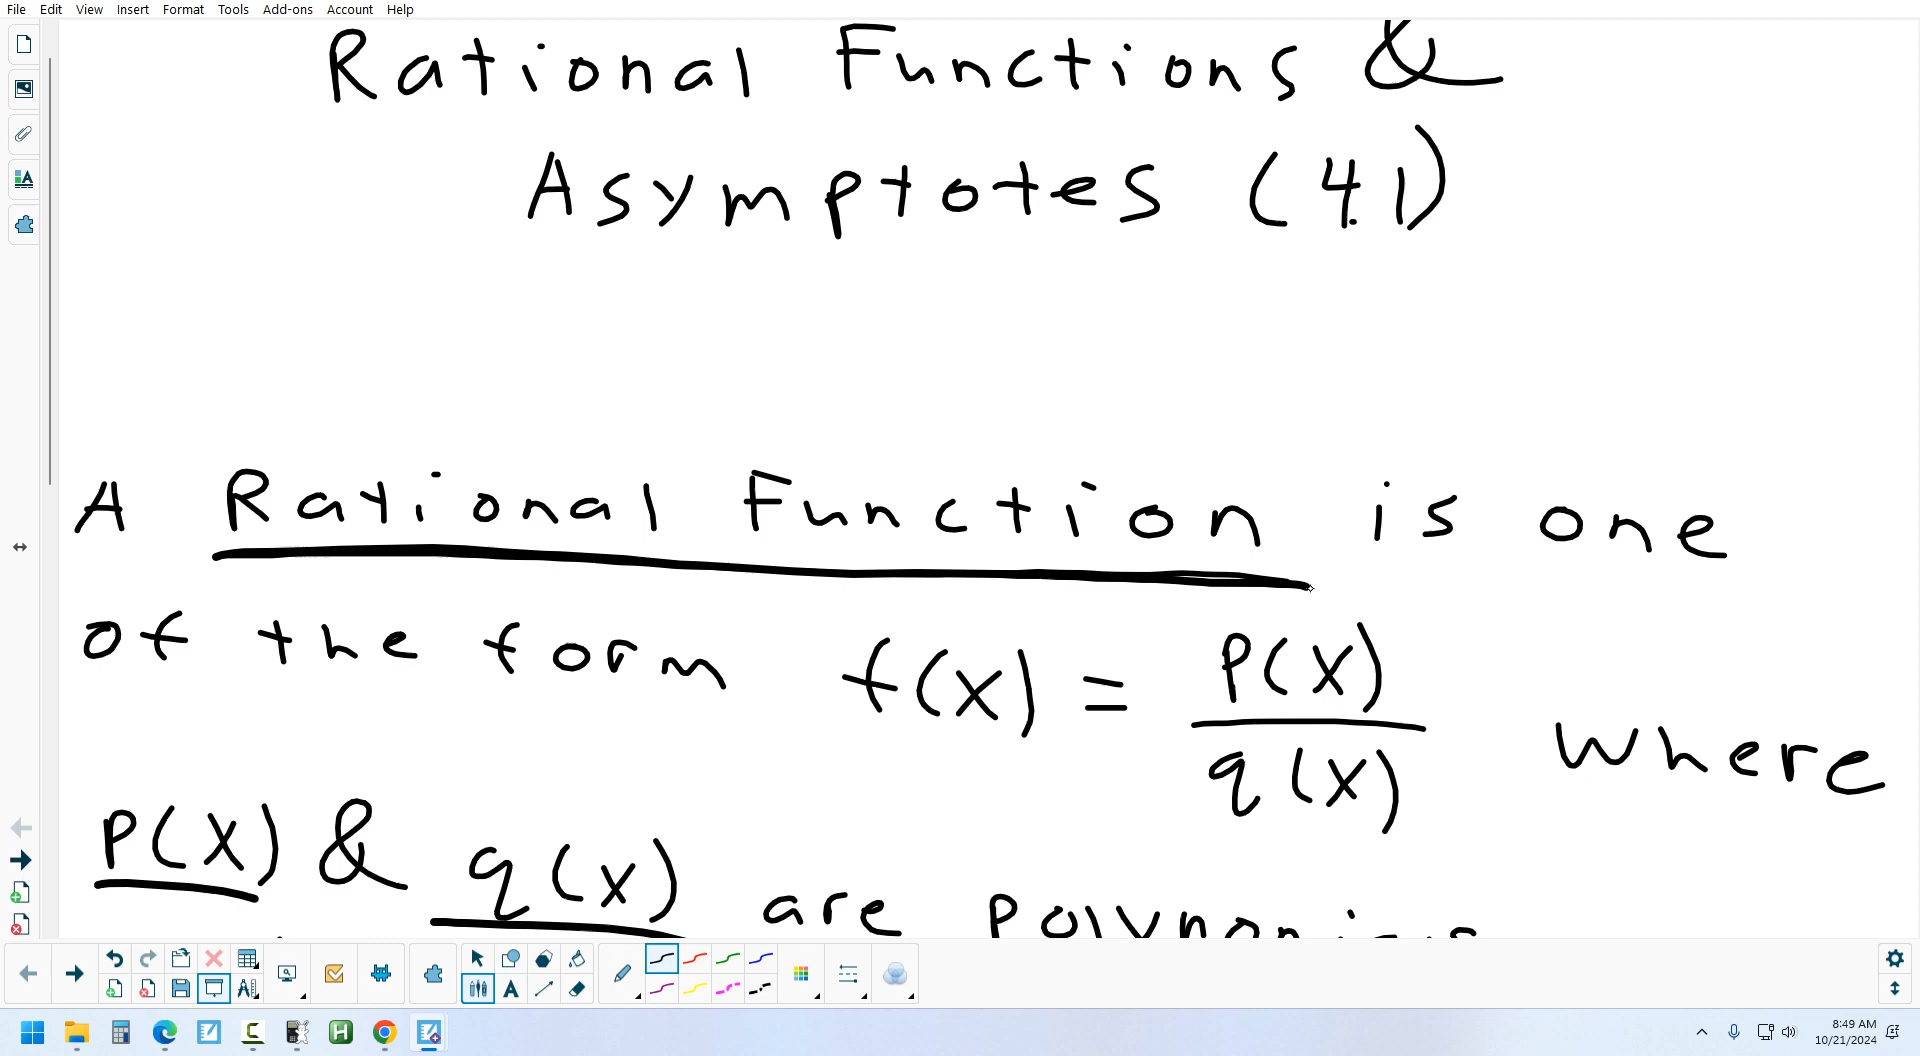 File Edit View Insert Format Tools Add-ons Account Help
Rational Functions &
Asymptotes (4.1)
A Rational Function is one
of the form f(x) = p(x)/q(x) where
p(x) & q(x) are polynomials
8:49 AM
10/21/2024